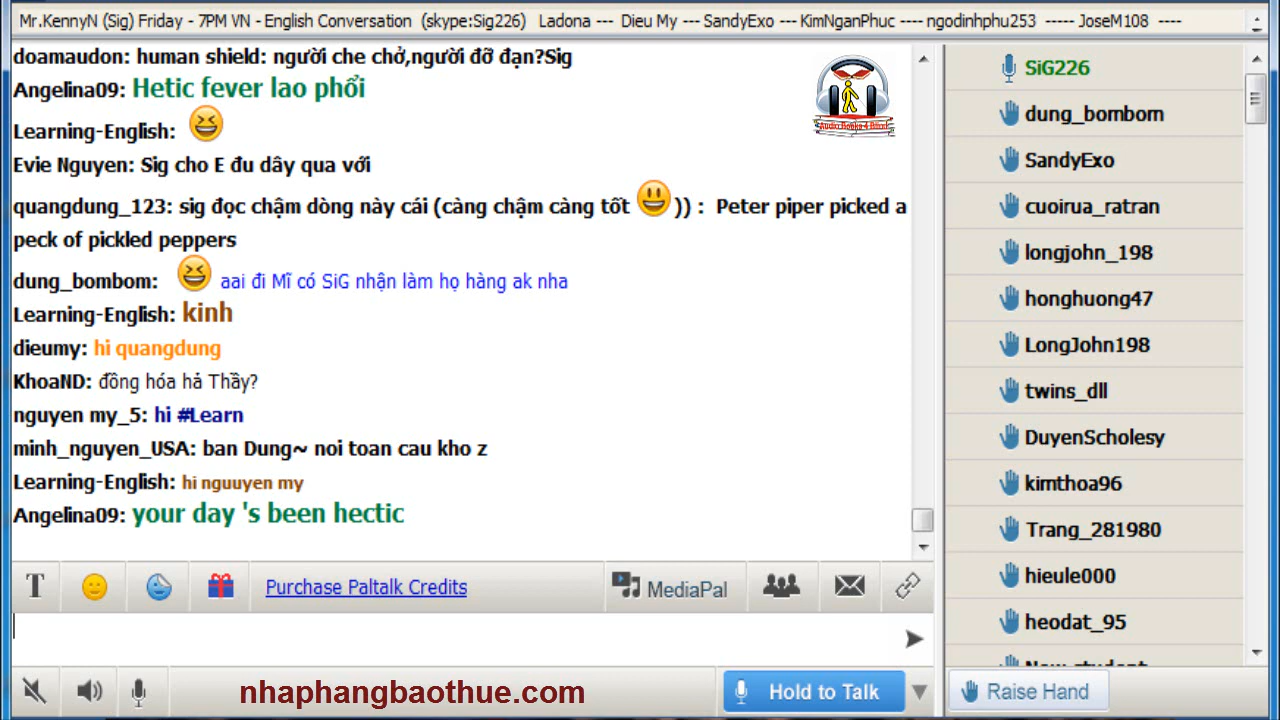 Mr.KennyN (Sig) Friday - 7PM VN - English Conversation (skype:Sig226) Ladona --- Dieu My --- SandyExo --- KimNganPhuc ---- ngodinhphu253 ----- JoseM108 ----
doamaudon: human shield: người che chở,người đỡ đạn?Sig
Angelina09: Hetic fever lao phổi
Learning-English:
Evie Nguyen: Sig cho E đu dây qua với
quangdung_123: sig đọc chậm dòng này cái (càng chậm càng tốt )) : Peter piper picked a
peck of pickled peppers
dung_bombom: aai đi Mĩ có SiG nhận làm họ hàng ak nha
Learning-English: kinh
dieumy: hi quangdung
KhoaND: đồng hóa hả Thầy?
nguyen my_5: hi #Learn
minh_nguyen_USA: ban Dung~ noi toan cau kho z
Learning-English: hi nguuyen my
Angelina09: your day 's been hectic
Audio Books 4 Blind
T Purchase Paltalk Credits MediaPal
nhaphangbaothue.com
Hold to Talk
SiG226
dung_bombom
SandyExo
cuoirua_ratran
longjohn_198
honghuong47
LongJohn198
twins_dll
DuyenScholesy
kimthoa96
Trang_281980
hieule000
heodat_95
New_student
Raise Hand